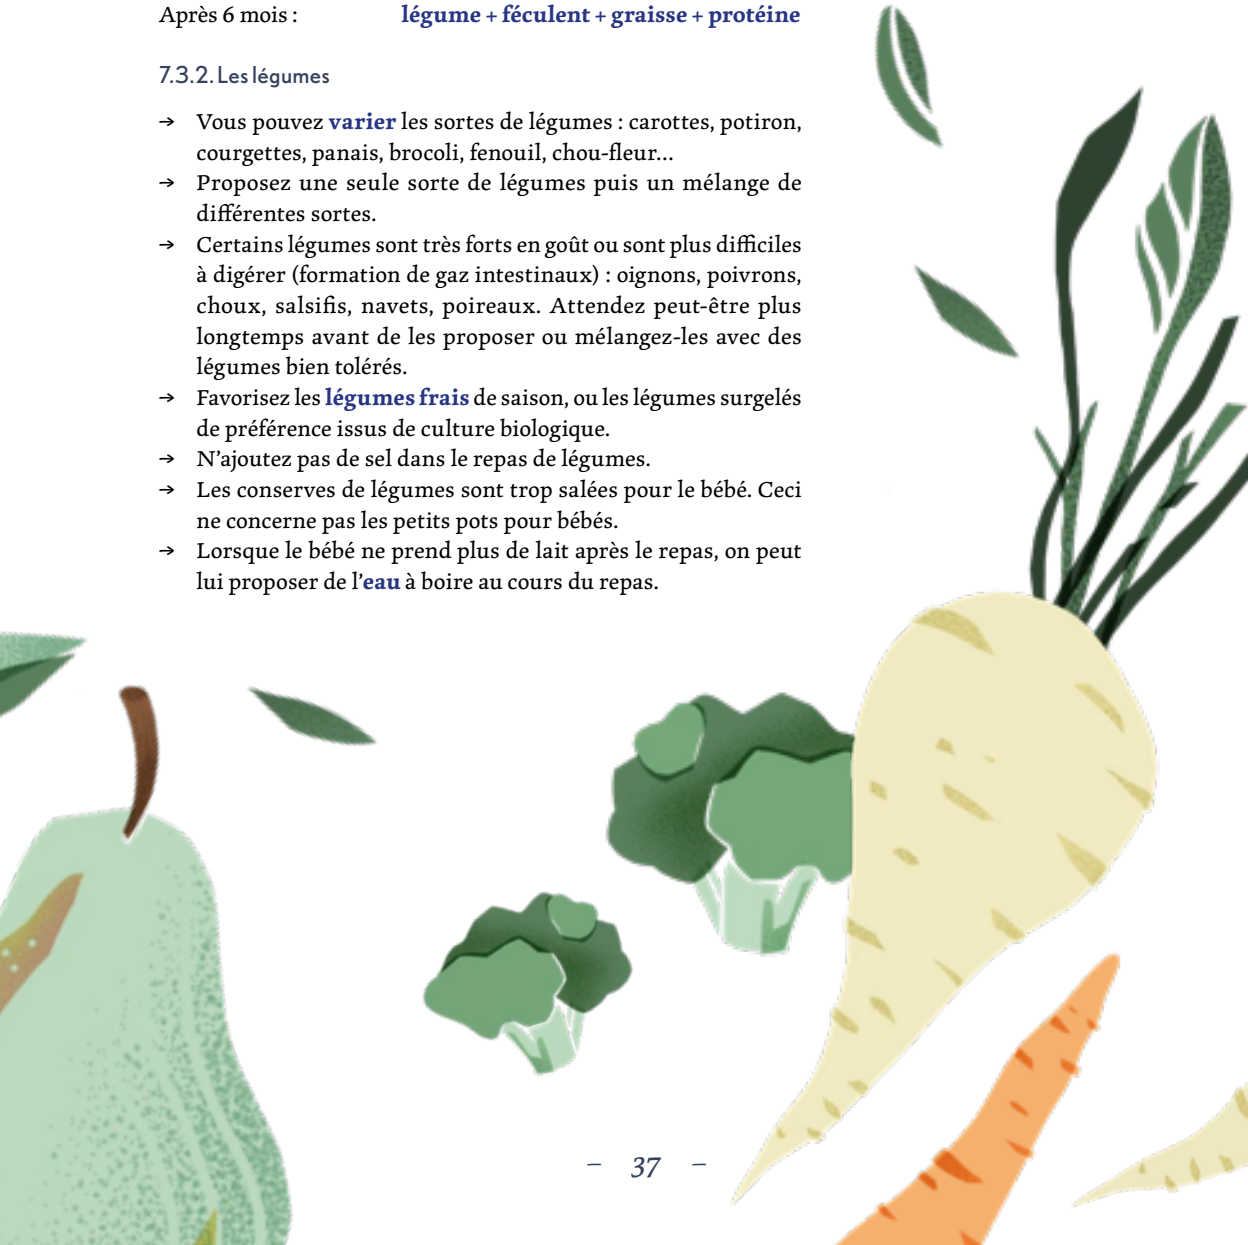 Après 6 mois : légume + féculent + graisse + protéine
7.3.2. Les légumes
→ Vous pouvez varier les sortes de légumes : carottes, potiron,
courgettes, panais, brocoli, fenouil, chou-fleur...
→ Proposez une seule sorte de légumes puis un mélange de
différentes sortes.
→ Certains légumes sont très forts en goût ou sont plus difficiles
à digérer (formation de gaz intestinaux) : oignons, poivrons,
choux, salsifis, navets, poireaux. Attendez peut-être plus
longtemps avant de les proposer ou mélangez-les avec des
légumes bien tolérés.
→ Favorisez les légumes frais de saison, ou les légumes surgelés
de préférence issus de culture biologique.
→ N'ajoutez pas de sel dans le repas de légumes.
→ Les conserves de légumes sont trop salées pour le bébé. Ceci
ne concerne pas les petits pots pour bébés.
→ Lorsque le bébé ne prend plus de lait après le repas, on peut
lui proposer de l'eau à boire au cours du repas.
– 37 –